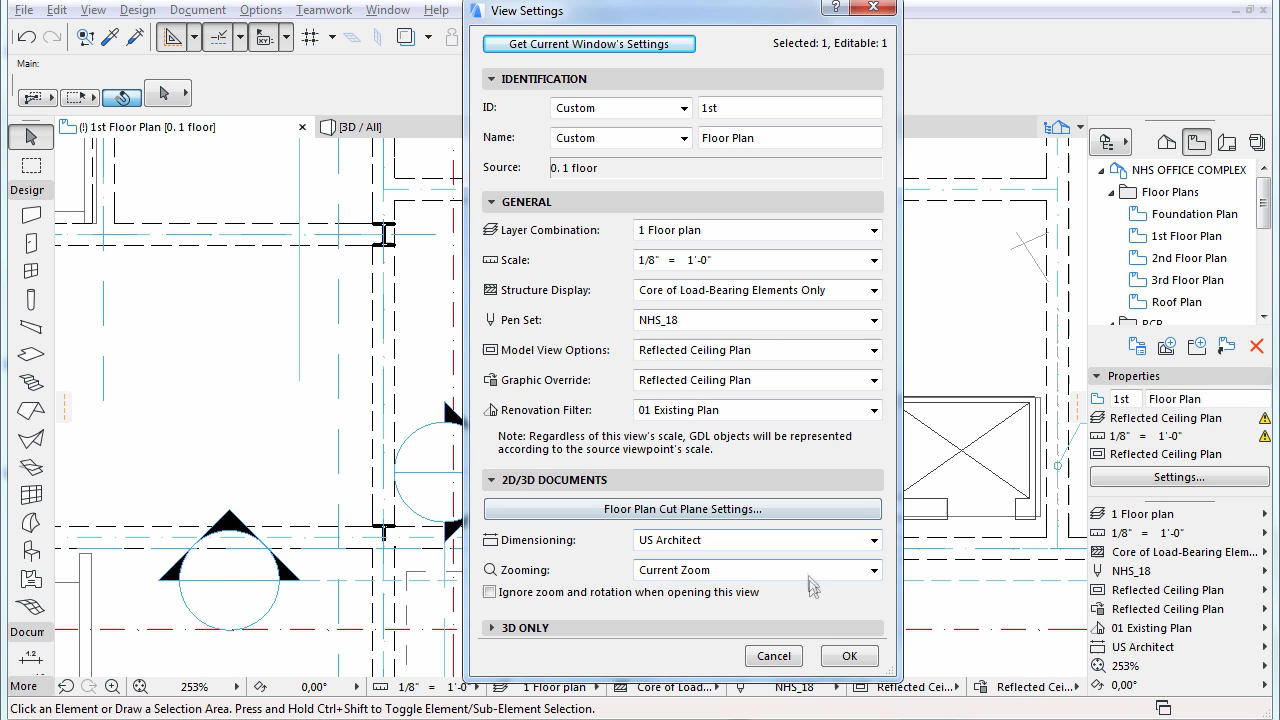 File Edit View Design Document Options Teamwork Window Help
View Settings
?
Get Current Window's Settings
Selected: 1, Editable: 1
Main:
IDENTIFICATION
ID: Custom 1st
Name: Custom Floor Plan
Source: 0. 1 floor
(!) 1st Floor Plan [0. 1 floor]
[3D / All]
Design
GENERAL
Layer Combination: 1 Floor plan
Scale: 1/8" = 1'-0"
Structure Display: Core of Load-Bearing Elements Only
Pen Set: NHS_18
Model View Options: Reflected Ceiling Plan
Graphic Override: Reflected Ceiling Plan
Renovation Filter: 01 Existing Plan
Note: Regardless of this view's scale, GDL objects will be represented
according to the source viewpoint's scale.
2D/3D DOCUMENTS
Floor Plan Cut Plane Settings...
Dimensioning: US Architect
Zooming: Current Zoom
Ignore zoom and rotation when opening this view
3D ONLY
Cancel OK
NHS OFFICE COMPLEX
Floor Plans
Foundation Plan
1st Floor Plan
2nd Floor Plan
3rd Floor Plan
Roof Plan
Properties
1st Floor Plan
Reflected Ceiling Plan
1/8" = 1'-0"
Reflected Ceiling Plan
Settings...
1 Floor plan
1/8" = 1'-0"
Core of Load-Bearing Elem...
NHS_18
Reflected Ceiling Plan
Reflected Ceiling Plan
01 Existing Plan
US Architect
253%
0,00°
Docum
1.2
More
253% 0,00° 1/8" = 1'-0" 1 Floor plan Core of Load... NHS_18 Reflected Cei... Reflected Cei...
Click an Element or Draw a Selection Area. Press and Hold Ctrl+Shift to Toggle Element/Sub-Element Selection.